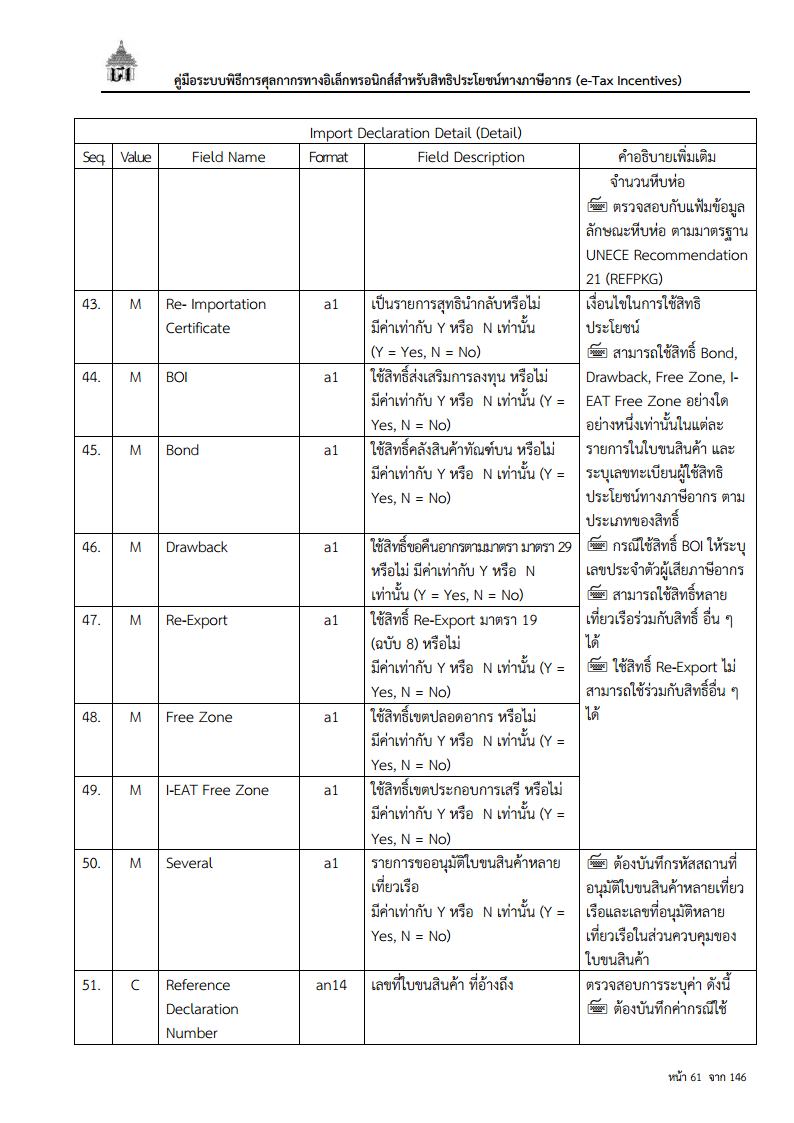 คู่มือระบบพิธีการศุลกากรทางอิเล็กทรอนิกส์สำหรับสิทธิประโยชน์ทางภาษีอากร (e-Tax Incentives)
Import Declaration Detail (Detail)
Seq. Value Field Name Format Field Description คำอธิบายเพิ่มเติม
จำนวนหีบห่อ
ตรวจสอบกับแฟ้มข้อมูล
ลักษณะหีบห่อ ตามมาตรฐาน
UNECE Recommendation
21 (REFPKG)
43. M Re- Importation a1 เป็นรายการสุทธินำกลับหรือไม่
Certificate มีค่าเท่ากับ Y หรือ N เท่านั้น
(Y = Yes, N = No)
เงื่อนไขในการใช้สิทธิ
ประโยชน์
สามารถใช้สิทธิ์ Bond,
Drawback, Free Zone, I-
EAT Free Zone อย่างใด
อย่างหนึ่งเท่านั้นในแต่ละ
รายการในใบขนสินค้า และ
ระบุเลขทะเบียนผู้ใช้สิทธิ
ประโยชน์ทางภาษีอากร ตาม
ประเภทของสิทธิ์
กรณีใช้สิทธิ์ BOI ให้ระบุ
เลขประจำตัวผู้เสียภาษีอากร
สามารถใช้สิทธิ์หลาย
เที่ยวเรือร่วมกับสิทธิ์ อื่น ๆ
ได้
ใช้สิทธิ์ Re-Export ไม่
สามารถใช้ร่วมกับสิทธิ์อื่น ๆ
ได้
44. M BOI a1 ใช้สิทธิ์ส่งเสริมการลงทุน หรือไม่
มีค่าเท่ากับ Y หรือ N เท่านั้น (Y =
Yes, N = No)
45. M Bond a1 ใช้สิทธิ์คลังสินค้าทัณฑ์บน หรือไม่
มีค่าเท่ากับ Y หรือ N เท่านั้น (Y =
Yes, N = No)
46. M Drawback a1 ใช้สิทธิ์ขอคืนอากรตามมาตรา มาตรา 29
หรือไม่ มีค่าเท่ากับ Y หรือ N
เท่านั้น (Y = Yes, N = No)
47. M Re-Export a1 ใช้สิทธิ์ Re-Export มาตรา 19
(ฉบับ 8) หรือไม่
มีค่าเท่ากับ Y หรือ N เท่านั้น (Y =
Yes, N = No)
48. M Free Zone a1 ใช้สิทธิ์เขตปลอดอากร หรือไม่
มีค่าเท่ากับ Y หรือ N เท่านั้น (Y =
Yes, N = No)
49. M I-EAT Free Zone a1 ใช้สิทธิ์เขตประกอบการเสรี หรือไม่
มีค่าเท่ากับ Y หรือ N เท่านั้น (Y =
Yes, N = No)
50. M Several a1 รายการขออนุมัติใบขนสินค้าหลาย
เที่ยวเรือ
มีค่าเท่ากับ Y หรือ N เท่านั้น (Y =
Yes, N = No)
ต้องบันทึกรหัสสถานที่
อนุมัติใบขนสินค้าหลายเที่ยว
เรือและเลขที่อนุมัติหลาย
เที่ยวเรือในส่วนควบคุมของ
ใบขนสินค้า
51. C Reference an14 เลขที่ใบขนสินค้า ที่อ้างถึง ตรวจสอบการระบุค่า ดังนี้
Declaration ต้องบันทึกค่ากรณีใช้
Number
หน้า 61 จาก 146